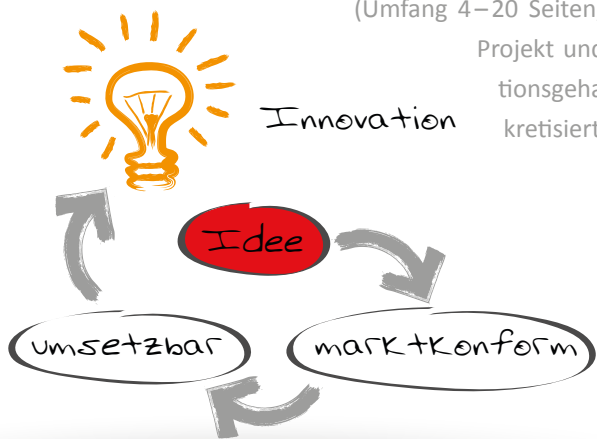 (Umfang 4–20 Seiten
Projekt und
tionsgeha
kretisiert
Innovation
Idee
umsetzbar
marktkonform